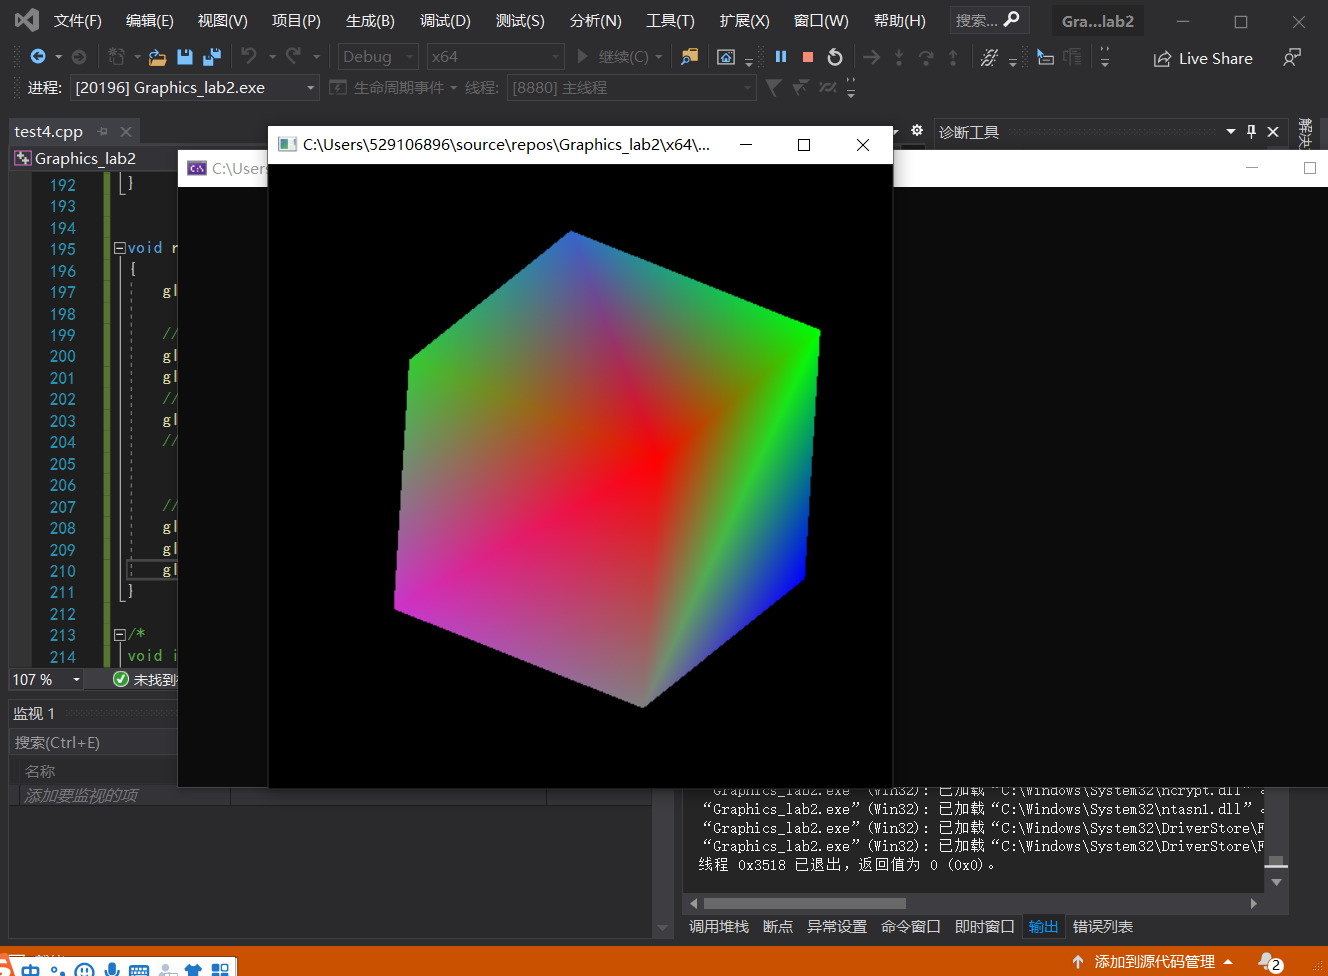 文件(F) 编辑(E) 视图(V) 项目(P) 生成(B) 调试(D) 测试(S) 分析(N) 工具(T) 扩展(X) 窗口(W) 帮助(H) 搜索... Gra...lab2
Debug x64 继续(C) Live Share
进程: [20196] Graphics_lab2.exe 生命周期事件 线程: [8880] 主线程
test4.cpp
C:\Users\529106896\source\repos\Graphics_lab2\x64\...
诊断工具
Graphics_lab2
C:\Users
192 }
193
194
195 void r
196 {
197 gl
198
199 //
200 gl
201 gl
202 //
203 gl
204 //
205
206
207 //
208 gl
209 gl
210 gl
211 }
212
213 /*
214 void i
107 % 未找到
监视 1
搜索(Ctrl+E)
名称
添加要监视的项
“Graphics_lab2.exe” (Win32): 已加载 “C:\Windows\System32\ncrypt.dll”。
“Graphics_lab2.exe” (Win32): 已加载 “C:\Windows\System32\ntasn1.dll”。
“Graphics_lab2.exe” (Win32): 已加载 “C:\Windows\System32\DriverStore\F
“Graphics_lab2.exe” (Win32): 已加载 “C:\Windows\System32\DriverStore\F
线程 0x3518 已退出，返回值为 0 (0x0)。
调用堆栈 断点 异常设置 命令窗口 即时窗口 输出 错误列表
添加到源代码管理 2
中